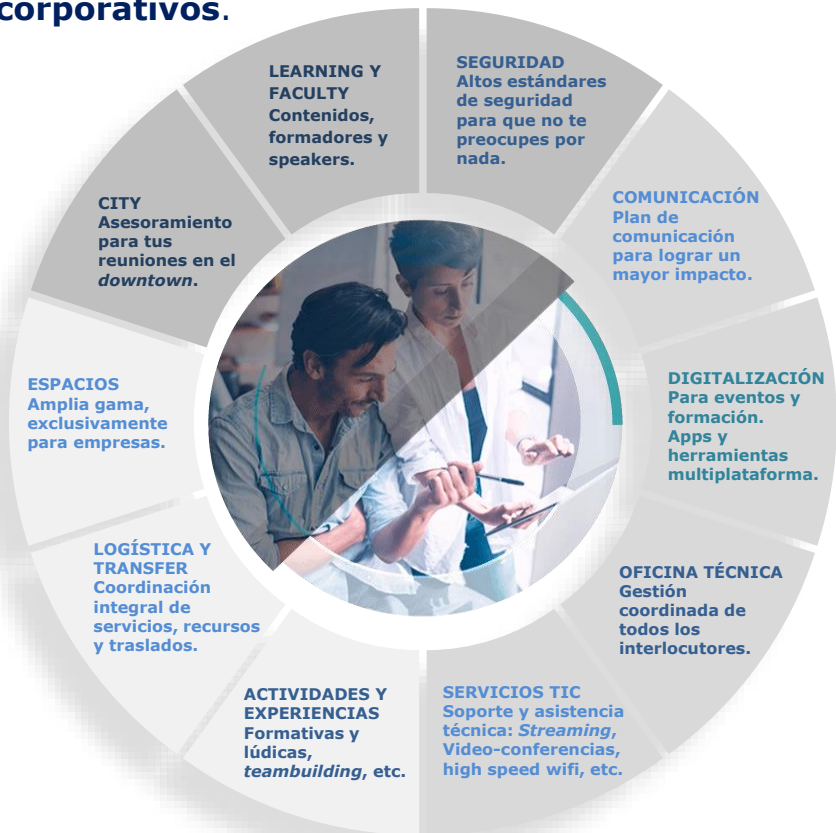 corporativos.
LEARNING Y
FACULTY
Contenidos,
formadores y
speakers.
SEGURIDAD
Altos estándares
de seguridad
para que no te
preocupes por
nada.
COMUNICACIÓN
Plan de
comunicación
para lograr un
mayor impacto.
CITY
Asesoramiento
para tus
reuniones en el
downtown.
ESPACIOS
Amplia gama,
exclusivamente
para empresas.
DIGITALIZACIÓN
Para eventos y
formación.
Apps y
herramientas
multiplataforma.
LOGÍSTICA Y
TRANSFER
Coordinación
integral de
servicios, recursos
y traslados.
OFICINA TÉCNICA
Gestión
coordinada de
todos los
interlocutores.
ACTIVIDADES Y
EXPERIENCIAS
Formativas y
lúdicas,
teambuilding, etc.
SERVICIOS TIC
Soporte y asistencia
técnica: Streaming,
Video-conferencias,
high speed wifi, etc.